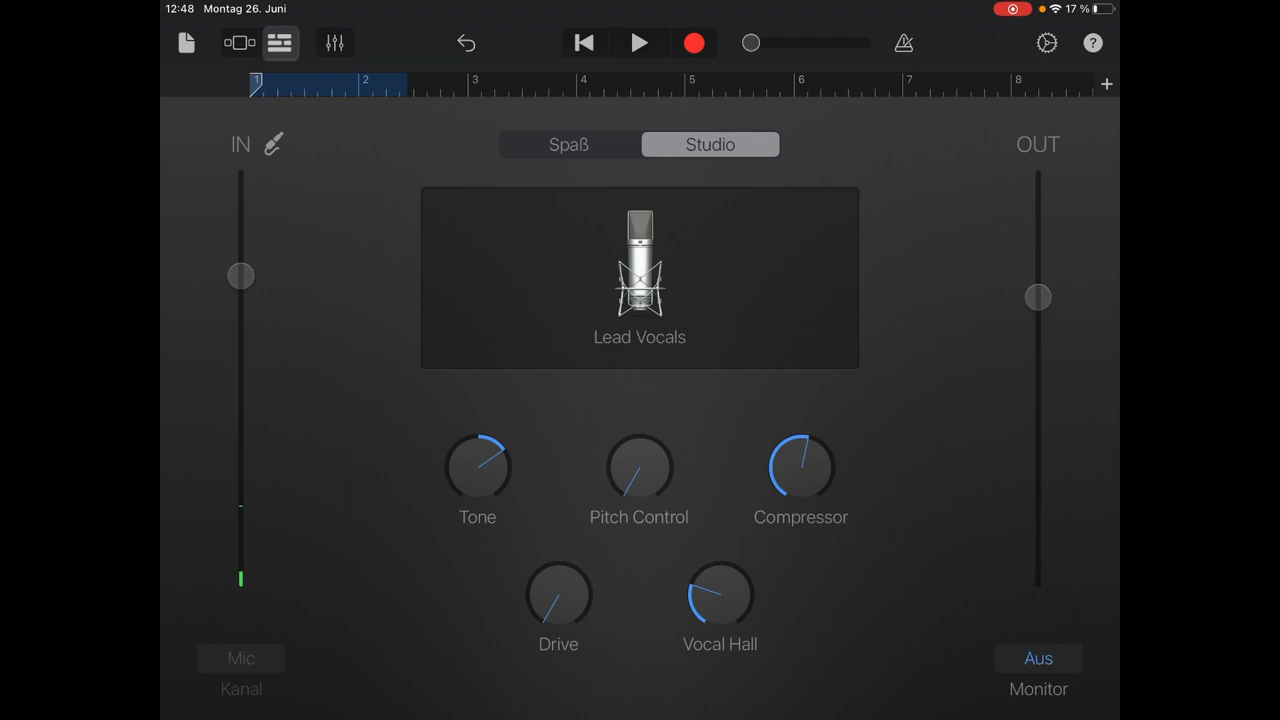 12:48 Montag 26. Juni 17 %
?
1 2 3 4 5 6 7 8 +
IN Spaß Studio OUT
Lead Vocals
Tone Pitch Control Compressor
Drive Vocal Hall
Mic Aus
Kanal Monitor